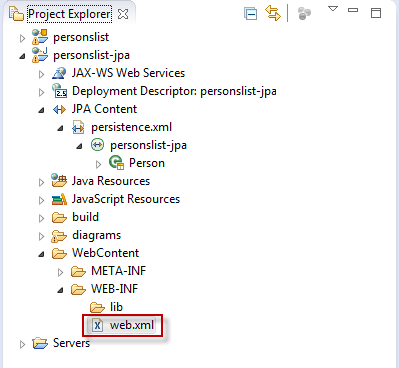 Project Explorer
personslist
personslist-jpa
JAX-WS Web Services
Deployment Descriptor: personslist-jpa
JPA Content
persistence.xml
personslist-jpa
Person
Java Resources
JavaScript Resources
build
diagrams
WebContent
META-INF
WEB-INF
lib
web.xml
Servers